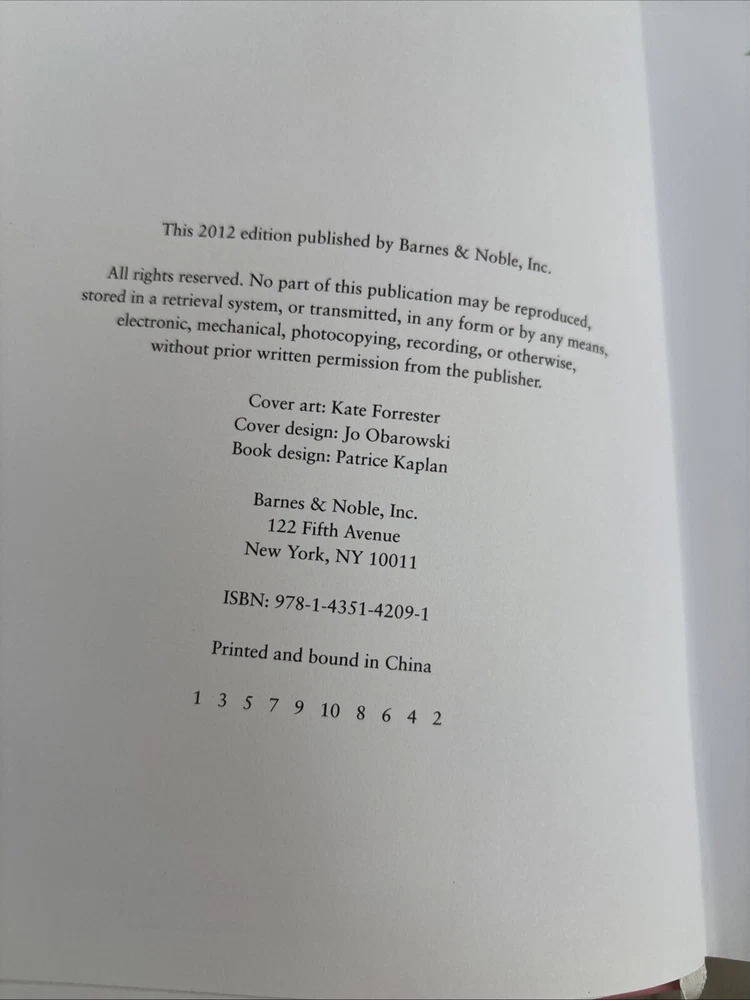 This 2012 edition published by Barnes & Noble, Inc.
All rights reserved. No part of this publication may be reproduced,
stored in a retrieval system, or transmitted, in any form or by any means,
electronic, mechanical, photocopying, recording, or otherwise,
without prior written permission from the publisher.
Cover art: Kate Forrester
Cover design: Jo Obarowski
Book design: Patrice Kaplan
Barnes & Noble, Inc.
122 Fifth Avenue
New York, NY 10011
ISBN: 978-1-4351-4209-1
Printed and bound in China
1 3 5 7 9 10 8 6 4 2